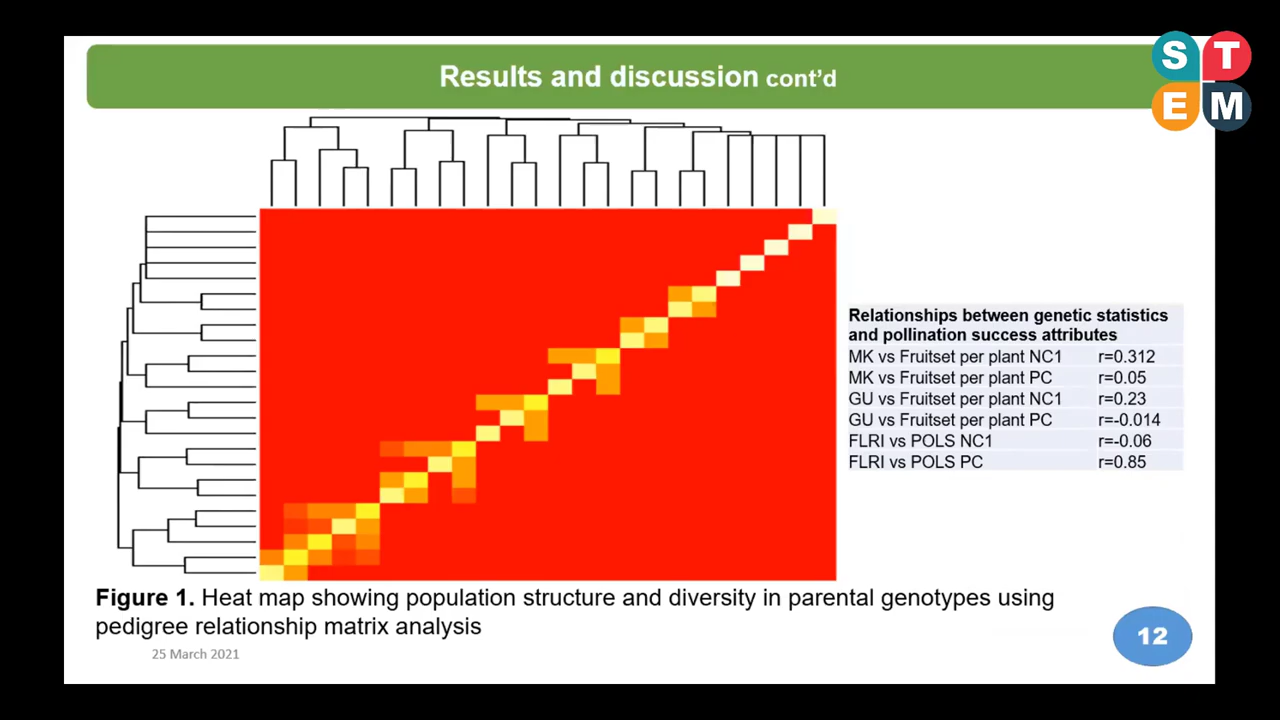 Results and discussion cont'd
S T
E M
Relationships between genetic statistics
and pollination success attributes
MK vs Fruitset per plant NC1 r=0.312
MK vs Fruitset per plant PC r=0.05
GU vs Fruitset per plant NC1 r=0.23
GU vs Fruitset per plant PC r=-0.014
FLRI vs POLS NC1 r=-0.06
FLRI vs POLS PC r=0.85
Figure 1. Heat map showing population structure and diversity in parental genotypes using
pedigree relationship matrix analysis
25 March 2021
12